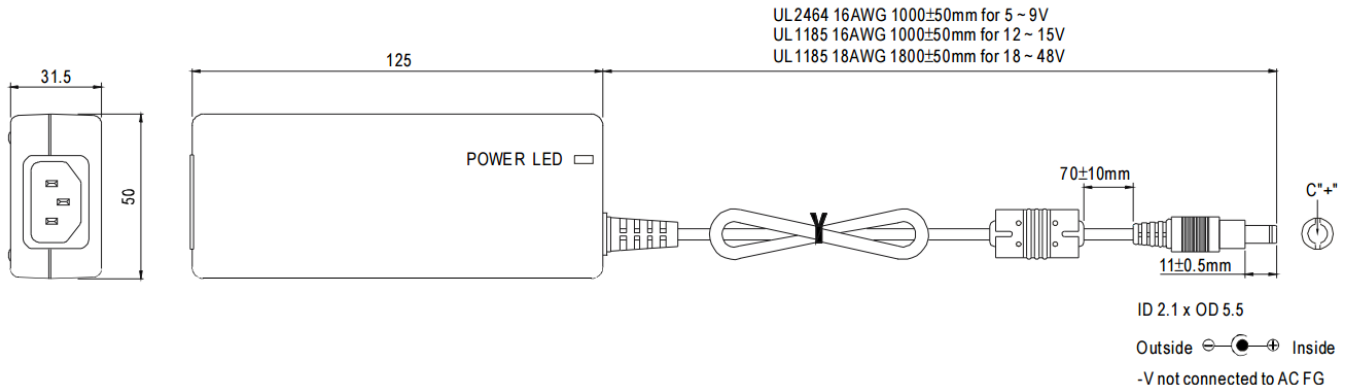 UL2464 16AWG 1000±50mm for 5 ~ 9V
UL1185 16AWG 1000±50mm for 12 ~ 15V
UL1185 18AWG 1800±50mm for 18 ~ 48V
125
31.5
50
POWER LED
70±10mm
C"+"
11±0.5mm
ID 2.1 x OD 5.5
Outside - + Inside
-V not connected to AC FG